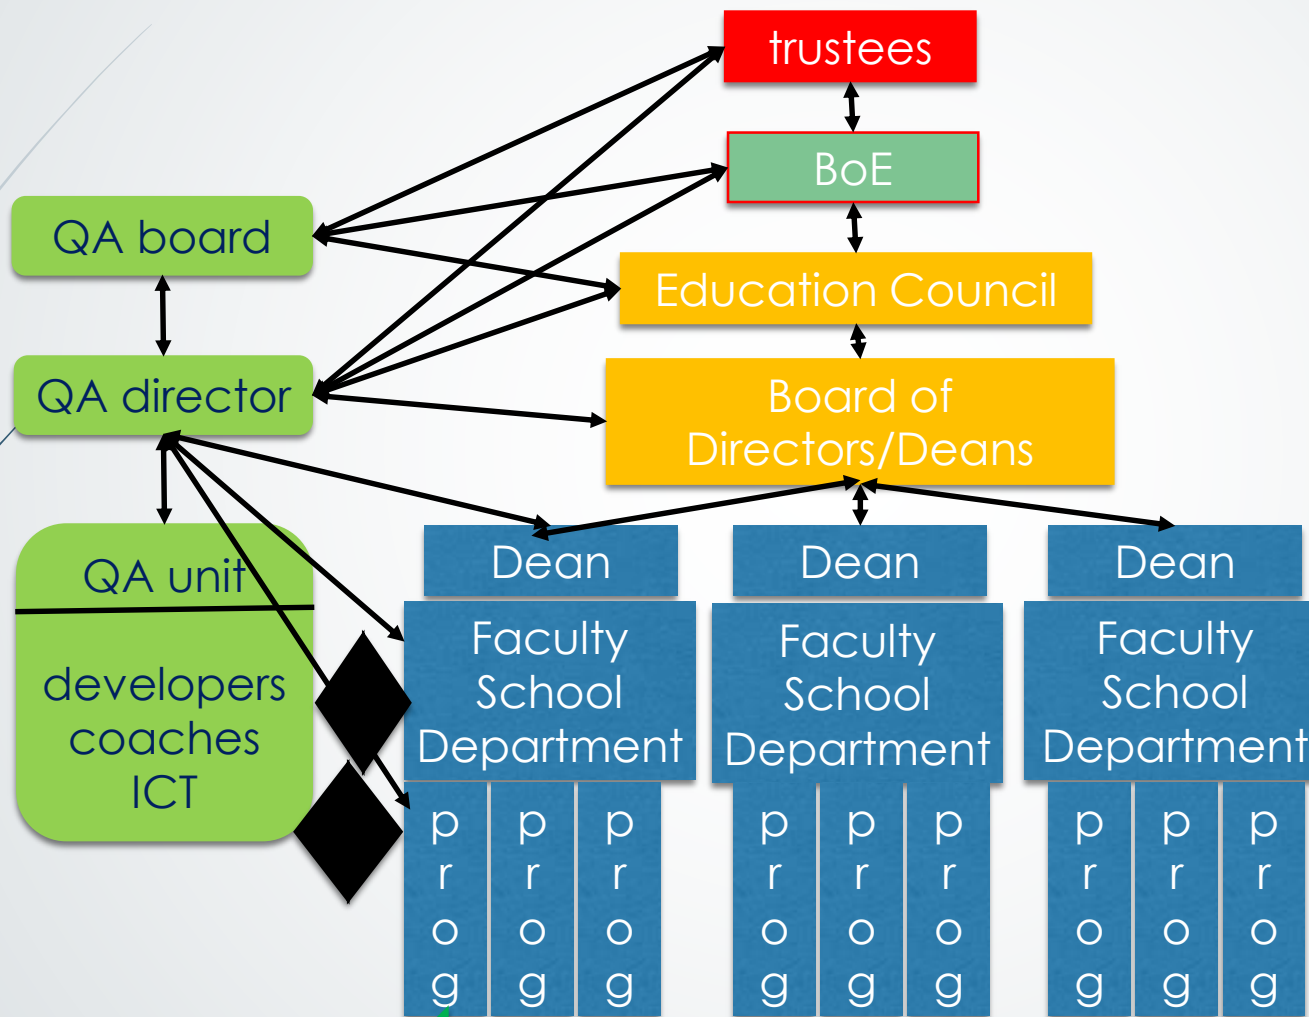 trustees
BoE
QA board
Education Council
QA director
Board of
Directors/Deans
QA unit
developers
coaches
ICT
Dean
Faculty
School
Department
p
r
o
g
p
r
o
g
p
r
o
g
Dean
Faculty
School
Department
p
r
o
g
p
r
o
g
p
r
o
g
Dean
Faculty
School
Department
p
r
o
g
p
r
o
g
p
r
o
g